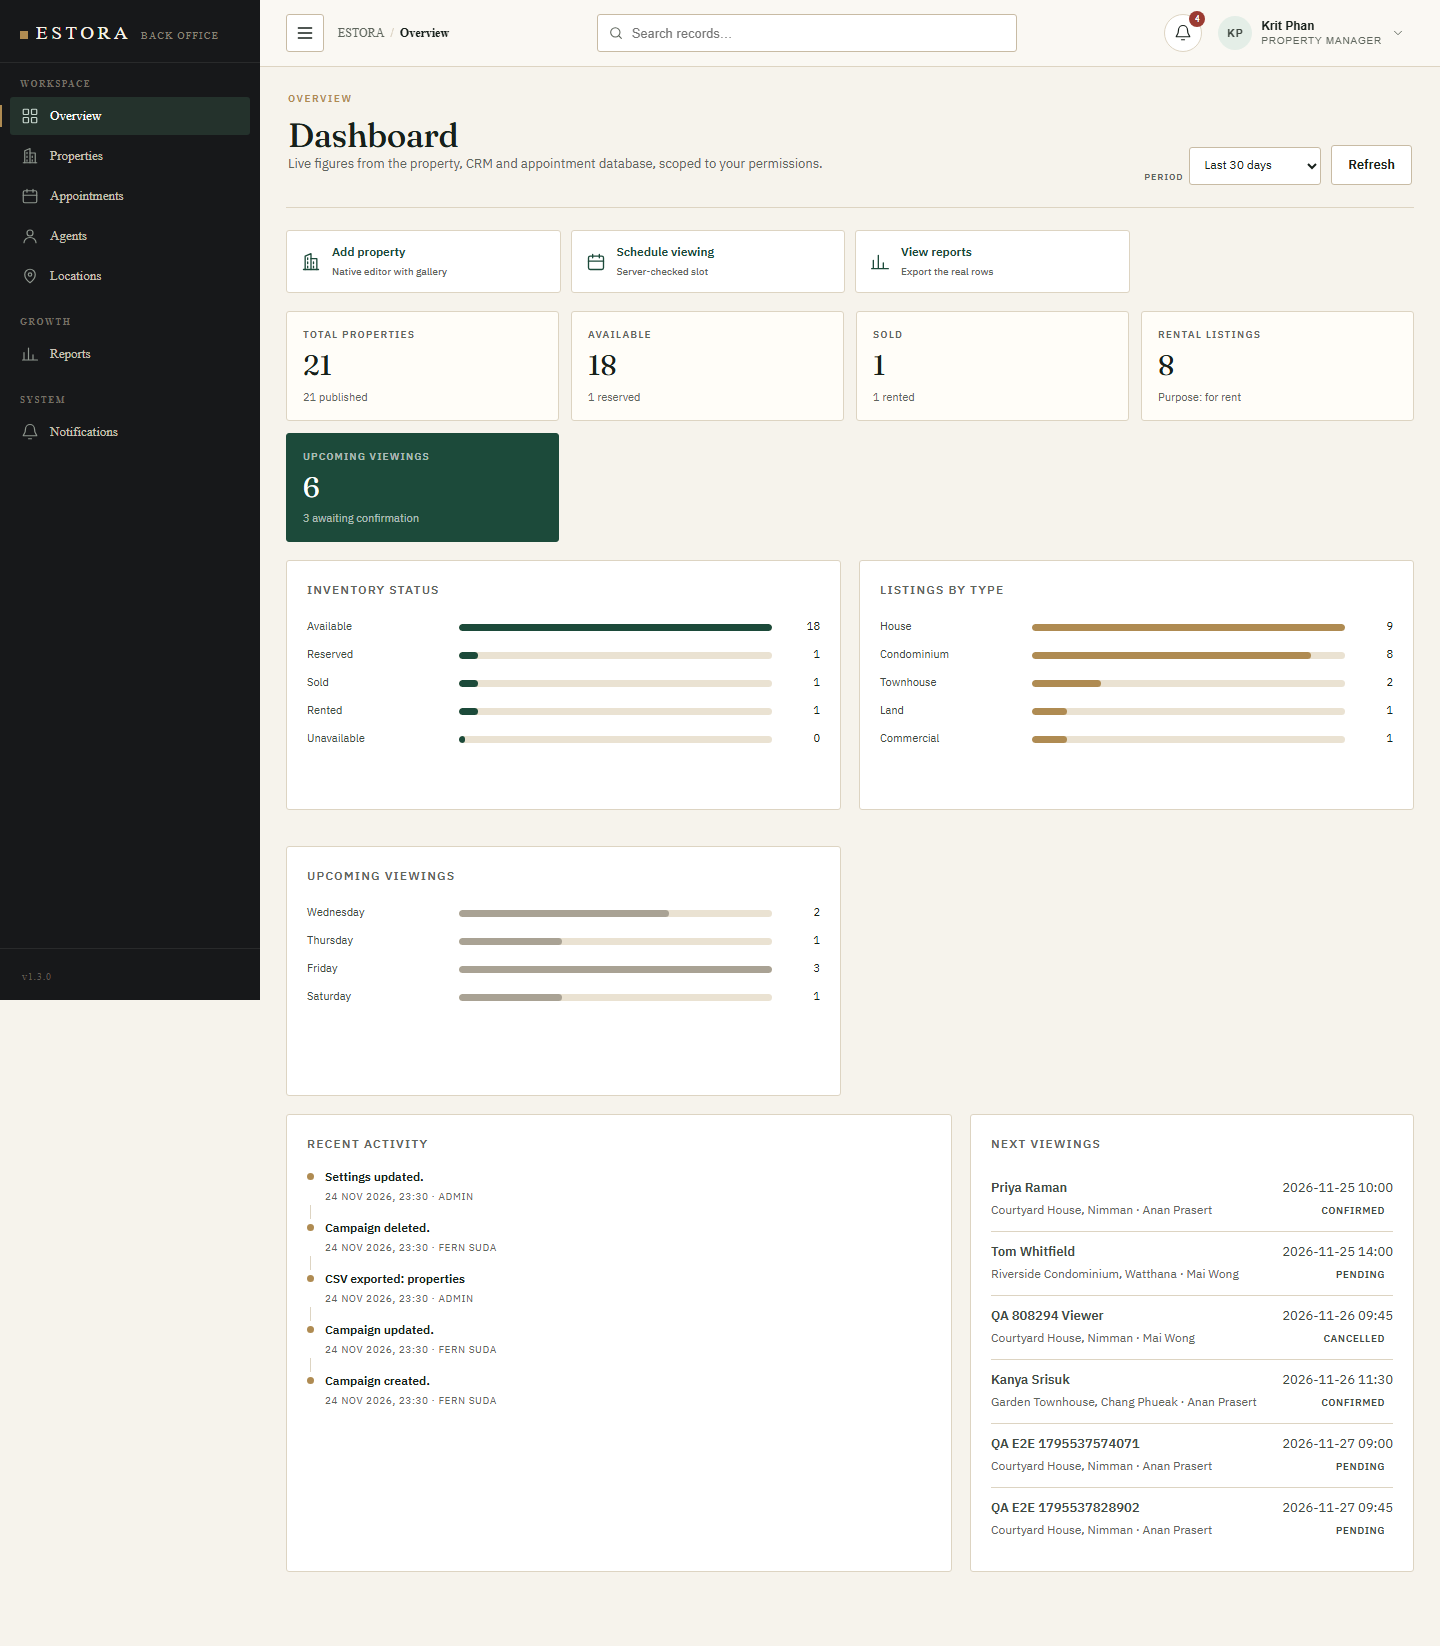 ESTORA BACK OFFICE
WORKSPACE
Overview
Properties
Appointments
Agents
Locations
GROWTH
Reports
SYSTEM
Notifications
v1.3.0
ESTORA / Overview
Search records...
4
KP
Krit Phan
PROPERTY MANAGER
OVERVIEW
Dashboard
Live figures from the property, CRM and appointment database, scoped to your permissions.
PERIOD
Last 30 days
Refresh
Add property
Native editor with gallery
Schedule viewing
Server-checked slot
View reports
Export the real rows
TOTAL PROPERTIES
21
21 published
AVAILABLE
18
1 reserved
SOLD
1
1 rented
RENTAL LISTINGS
8
Purpose: for rent
UPCOMING VIEWINGS
6
3 awaiting confirmation
INVENTORY STATUS
Available 18
Reserved 1
Sold 1
Rented 1
Unavailable 0
LISTINGS BY TYPE
House 9
Condominium 8
Townhouse 2
Land 1
Commercial 1
UPCOMING VIEWINGS
Wednesday 2
Thursday 1
Friday 3
Saturday 1
RECENT ACTIVITY
Settings updated.
24 NOV 2026, 23:30 · ADMIN
Campaign deleted.
24 NOV 2026, 23:30 · FERN SUDA
CSV exported: properties
24 NOV 2026, 23:30 · ADMIN
Campaign updated.
24 NOV 2026, 23:30 · FERN SUDA
Campaign created.
24 NOV 2026, 23:30 · FERN SUDA
NEXT VIEWINGS
Priya Raman 2026-11-25 10:00
Courtyard House, Nimman · Anan Prasert CONFIRMED
Tom Whitfield 2026-11-25 14:00
Riverside Condominium, Watthana · Mai Wong PENDING
QA 808294 Viewer 2026-11-26 09:45
Courtyard House, Nimman · Mai Wong CANCELLED
Kanya Srisuk 2026-11-26 11:30
Garden Townhouse, Chang Phueak · Anan Prasert CONFIRMED
QA E2E 1795537574071 2026-11-27 09:00
Courtyard House, Nimman · Anan Prasert PENDING
QA E2E 1795537828902 2026-11-27 09:45
Courtyard House, Nimman · Anan Prasert PENDING